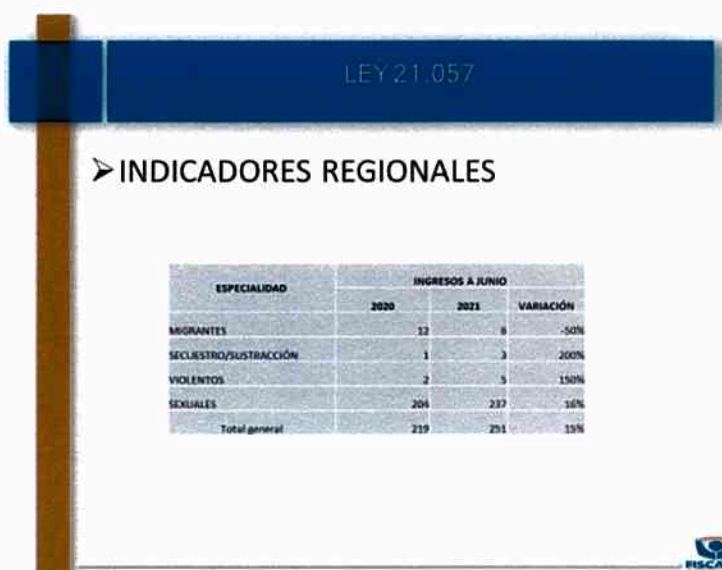 LEY 21.057
➢INDICADORES REGIONALES
ESPECIALIDAD INGRESOS A JUNIO
2020 2021 VARIACIÓN
MIGRANTES 12 6 -50%
SECUESTRO/SUSTRACCIÓN 1 3 200%
VIOLENTOS 2 5 150%
SEXUALES 204 237 16%
Total general 219 251 15%
FISCA